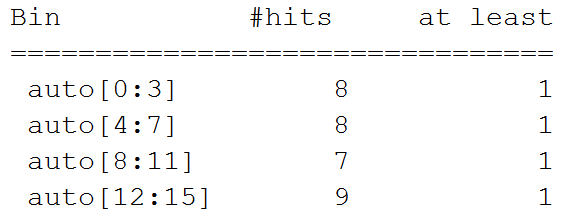 Bin #hits at least
================================
auto[0:3] 8 1
auto[4:7] 8 1
auto[8:11] 7 1
auto[12:15] 9 1